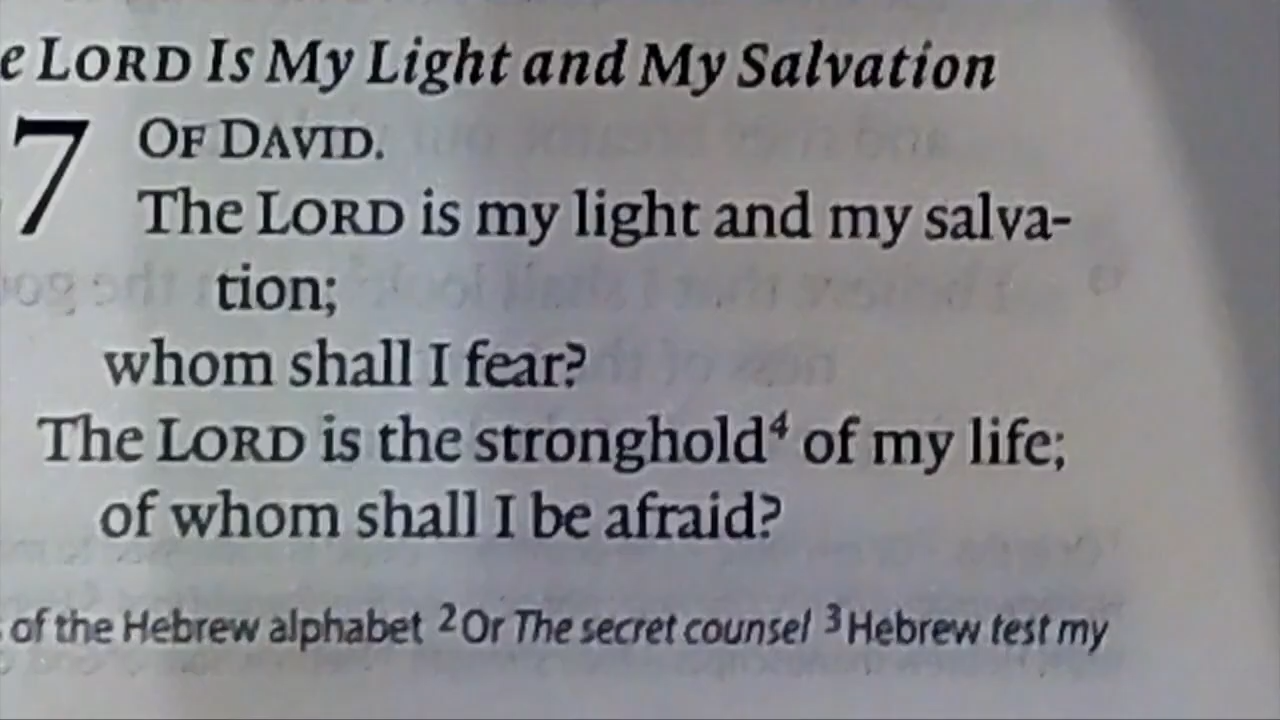 e LORD Is My Light and My Salvation
7 OF DAVID.
The LORD is my light and my salva-
tion;
whom shall I fear?
The LORD is the stronghold⁴ of my life;
of whom shall I be afraid?
of the Hebrew alphabet ²Or The secret counsel ³Hebrew test my